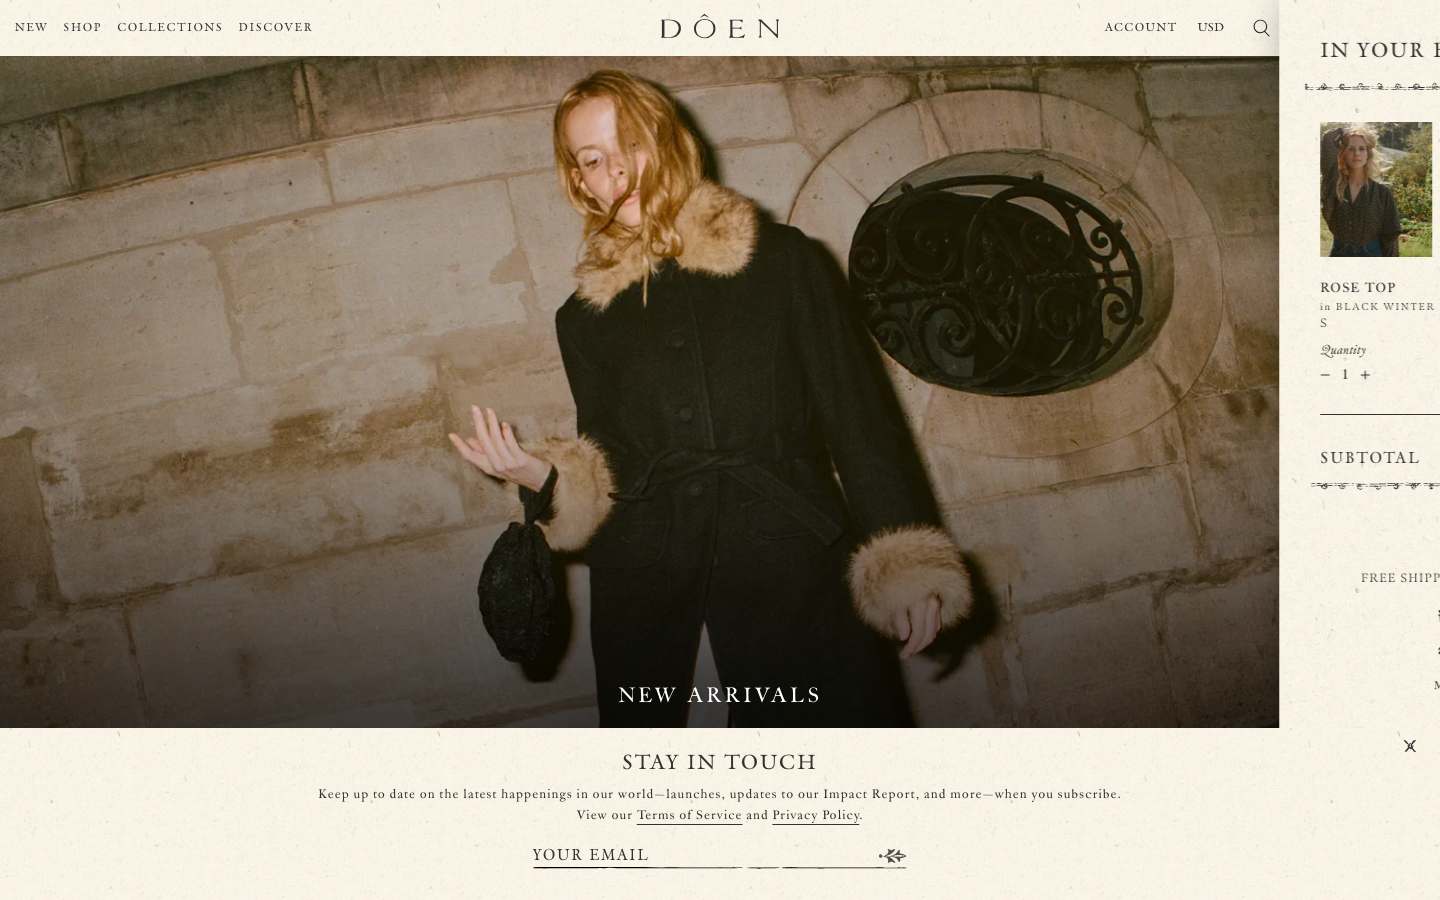 NEW SHOP COLLECTIONS DISCOVER
DÔEN
ACCOUNT USD
IN YOUR
ROSE TOP
in BLACK WINTER
S
Quantity
1
SUBTOTAL
FREE SHIPP
NEW ARRIVALS
STAY IN TOUCH
Keep up to date on the latest happenings in our world—launches, updates to our Impact Report, and more—when you subscribe.
View our Terms of Service and Privacy Policy.
YOUR EMAIL